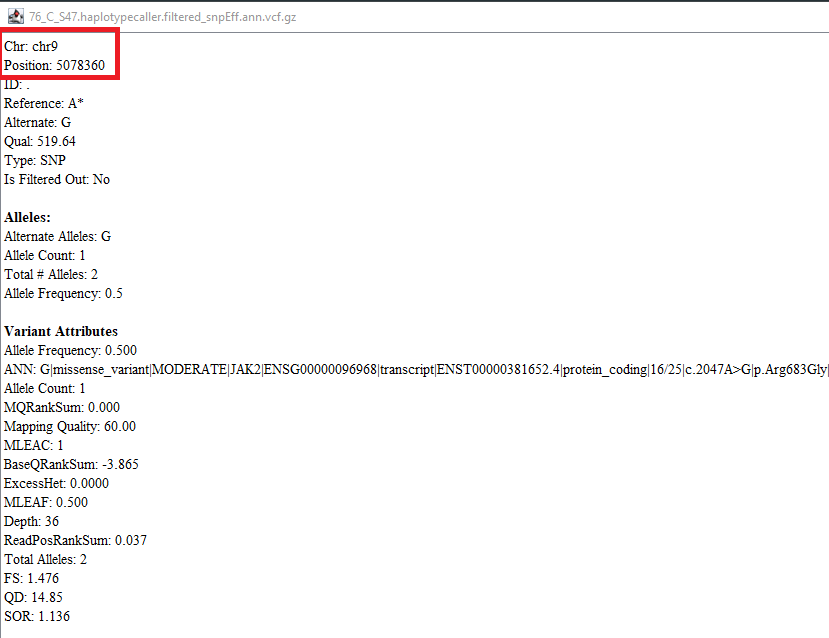 76_C_S47.haplotypecaller.filtered_snpEff.ann.vcf.gz
Chr: chr9
Position: 5078360
ID: .
Reference: A*
Alternate: G
Qual: 519.64
Type: SNP
Is Filtered Out: No
Alleles:
Alternate Alleles: G
Allele Count: 1
Total # Alleles: 2
Allele Frequency: 0.5
Variant Attributes
Allele Frequency: 0.500
ANN: G|missense_variant|MODERATE|JAK2|ENSG00000096968|transcript|ENST00000381652.4|protein_coding|16/25|c.2047A>G|p.Arg683Gly|
Allele Count: 1
MQRankSum: 0.000
Mapping Quality: 60.00
MLEAC: 1
BaseQRankSum: -3.865
ExcessHet: 0.0000
MLEAF: 0.500
Depth: 36
ReadPosRankSum: 0.037
Total Alleles: 2
FS: 1.476
QD: 14.85
SOR: 1.136